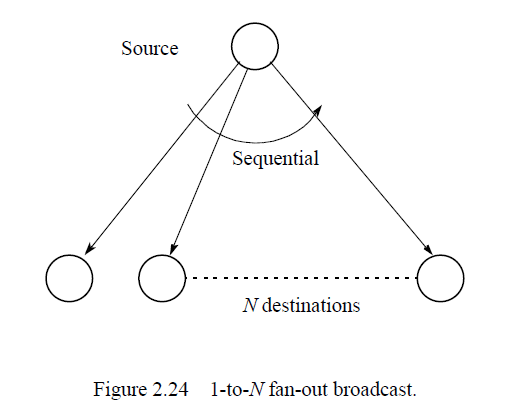 Source
Sequential
N destinations
Figure 2.24 1-to-N fan-out broadcast.